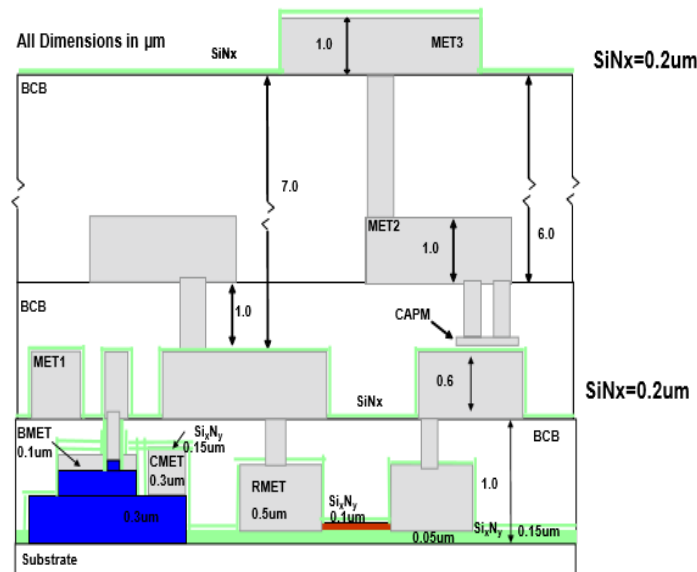 All Dimensions in µm
SiNx
1.0
MET3
SiNx=0.2um
BCB
7.0
MET2
1.0
6.0
BCB
1.0
CAPM
MET1
0.6
SiNx
SiNx=0.2um
BMET
0.1um
SixNy
0.15um
BCB
CMET
0.3um
RMET
0.5um
SixNy
0.1um
1.0
0.3um
0.05um
SixNy
0.15um
Substrate